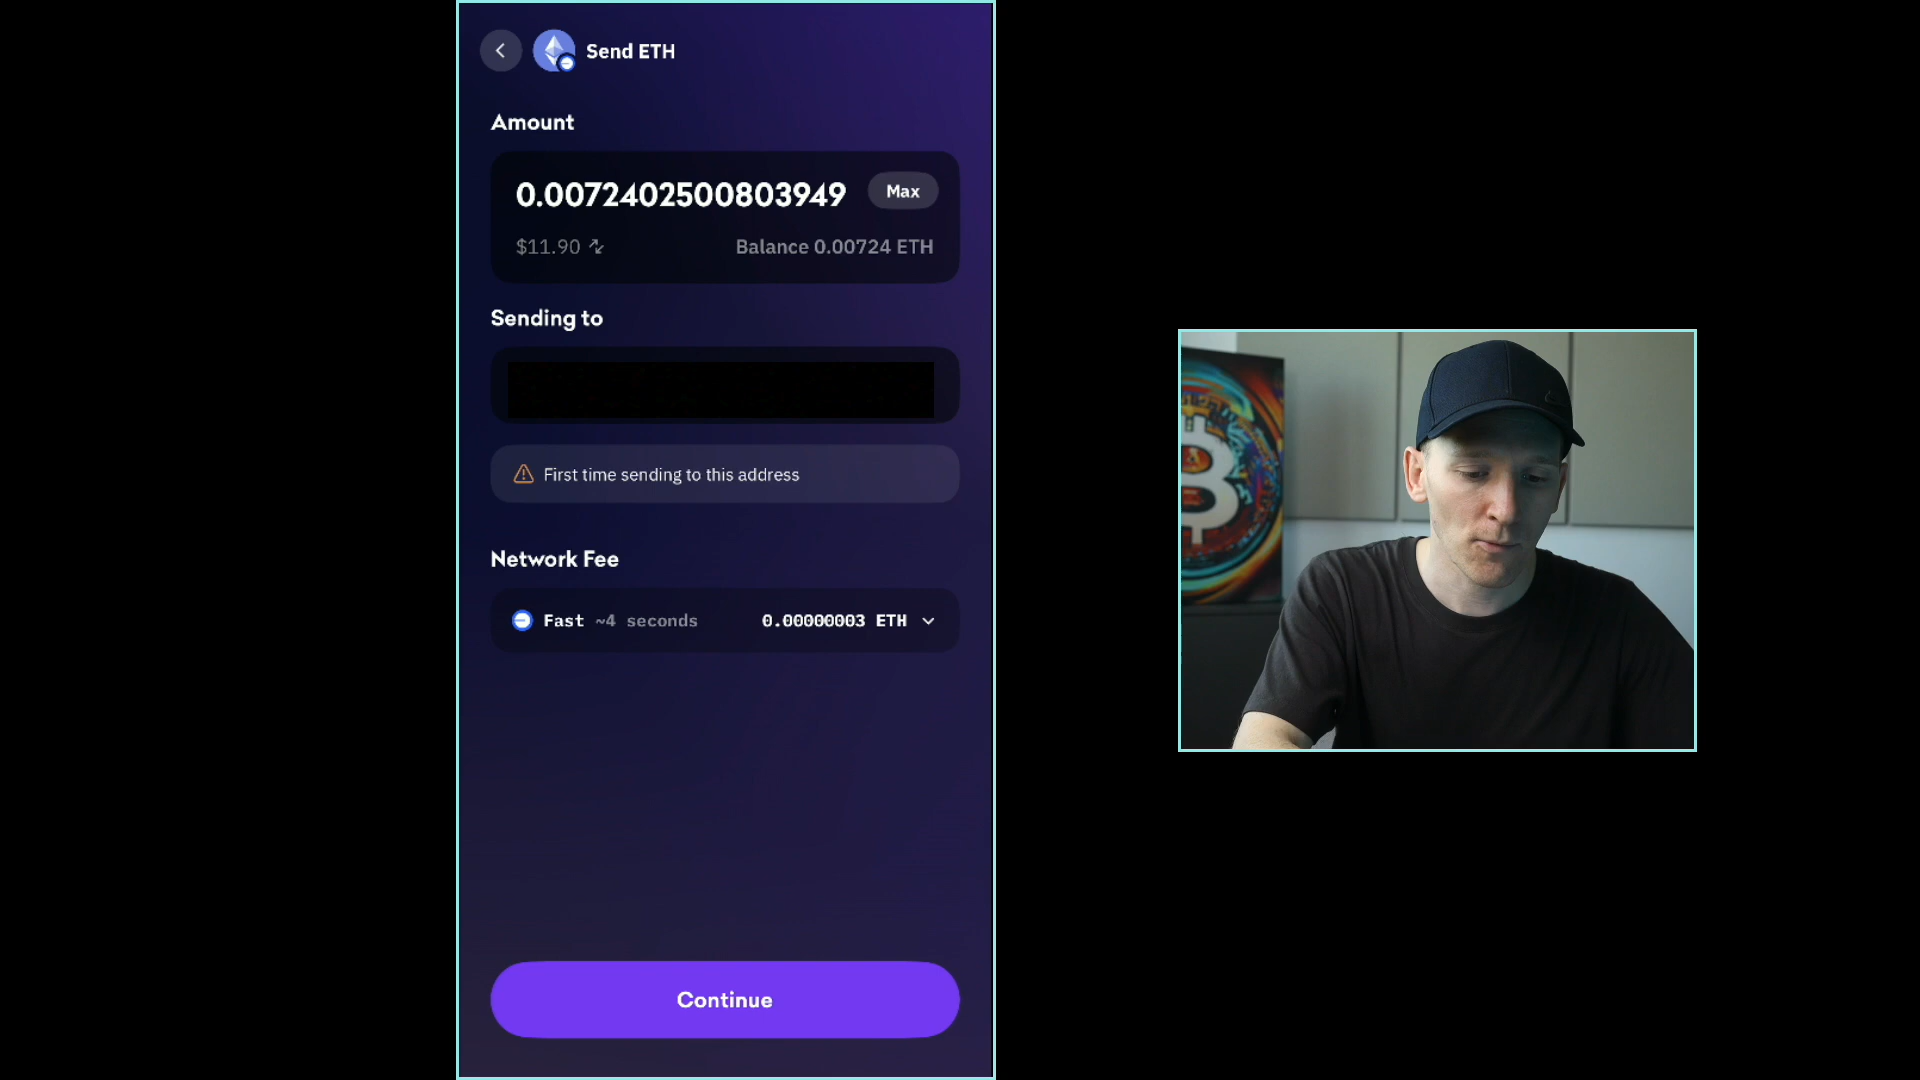 Send ETH
Amount
0.0072402500803949
Max
$11.90
Balance 0.00724 ETH
Sending to
First time sending to this address
Network Fee
Fast ~4 seconds
0.00000003 ETH
Continue